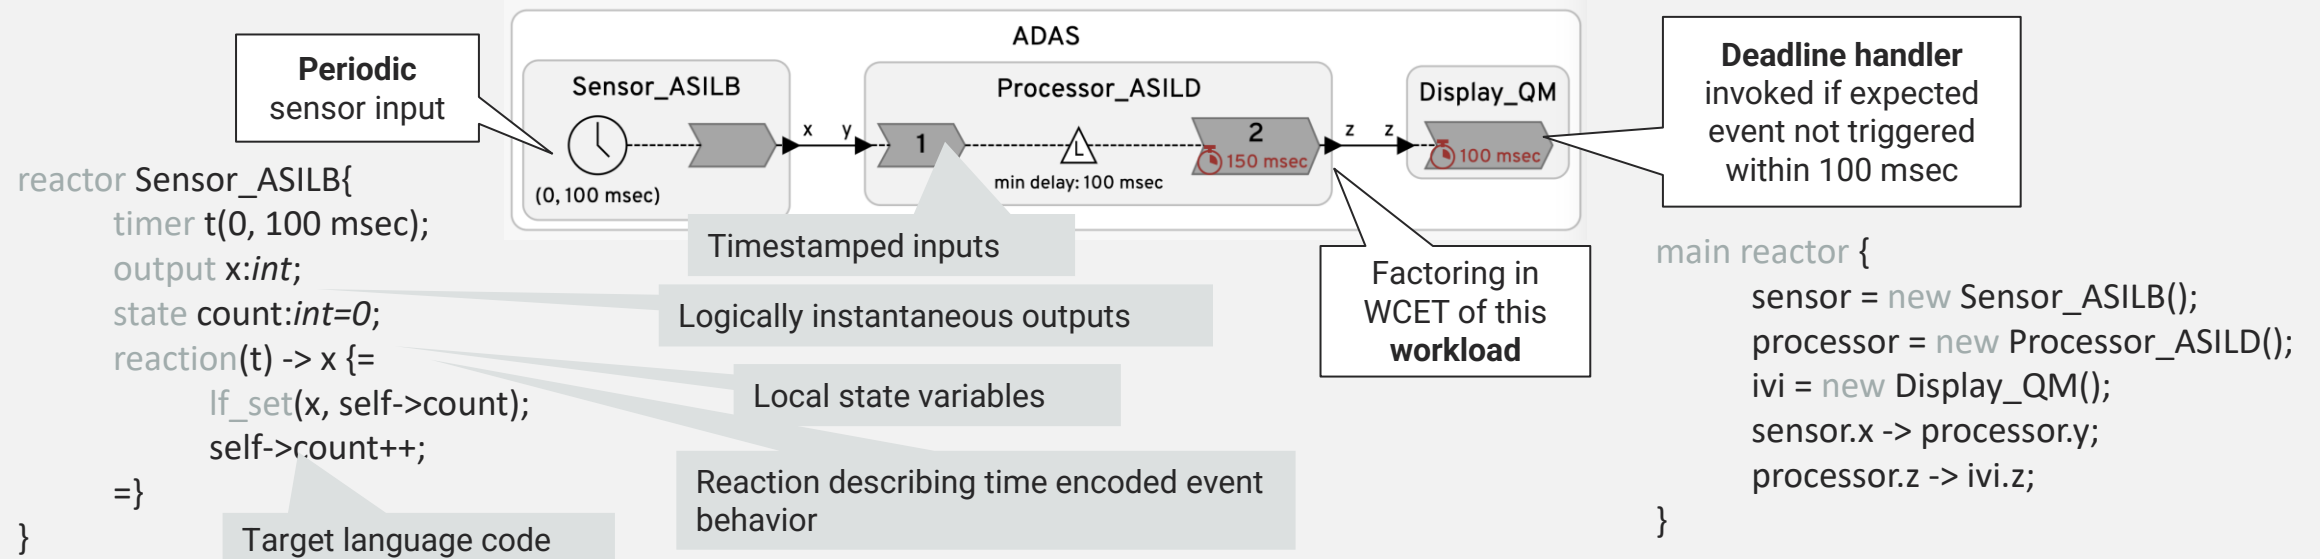 Periodic
sensor input
reactor Sensor_ASILB{
timer t(0, 100 msec);
output x:int;
state count:int=0;
reaction(t) -> x {=
lf_set(x, self->count);
self->count++;
=}
}
ADAS
Sensor_ASILB
(0, 100 msec)
x
y
Processor_ASILD
1
L
min delay: 100 msec
2
150 msec
z
z
Display_QM
100 msec
Timestamped inputs
Logically instantaneous outputs
Local state variables
Reaction describing time encoded event
behavior
Target language code
Factoring in
WCET of this
workload
Deadline handler
invoked if expected
event not triggered
within 100 msec
main reactor {
sensor = new Sensor_ASILB();
processor = new Processor_ASILD();
ivi = new Display_QM();
sensor.x -> processor.y;
processor.z -> ivi.z;
}